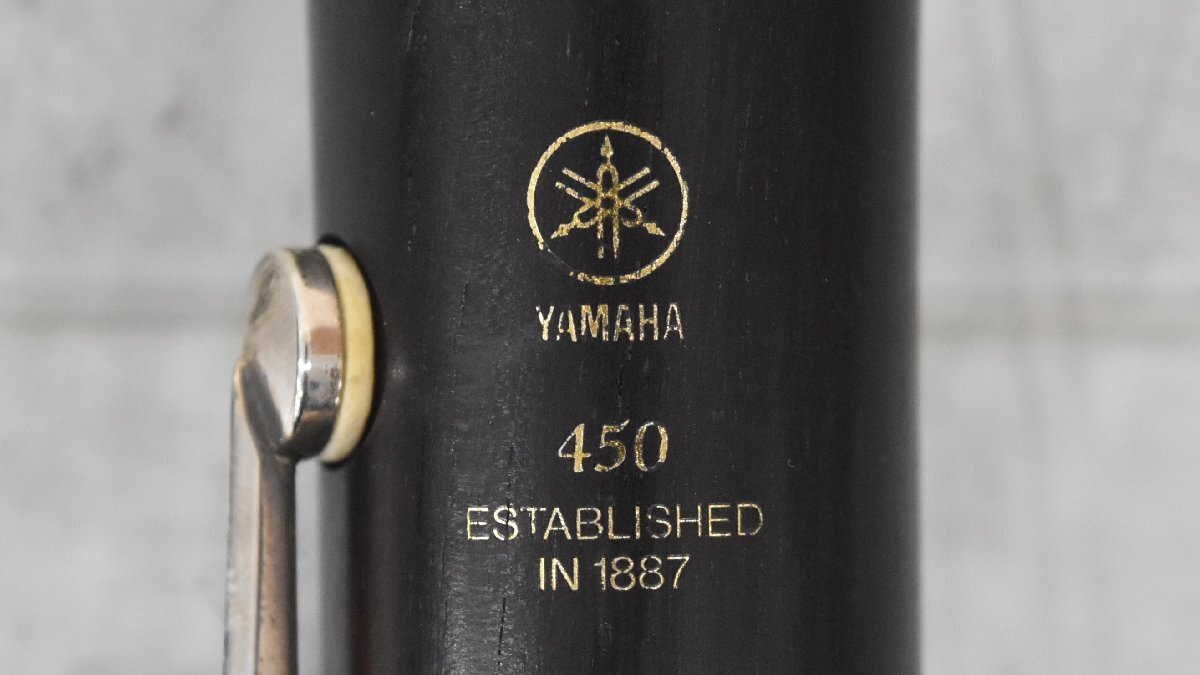 YAMAHA
450
ESTABLISHED
IN 1887